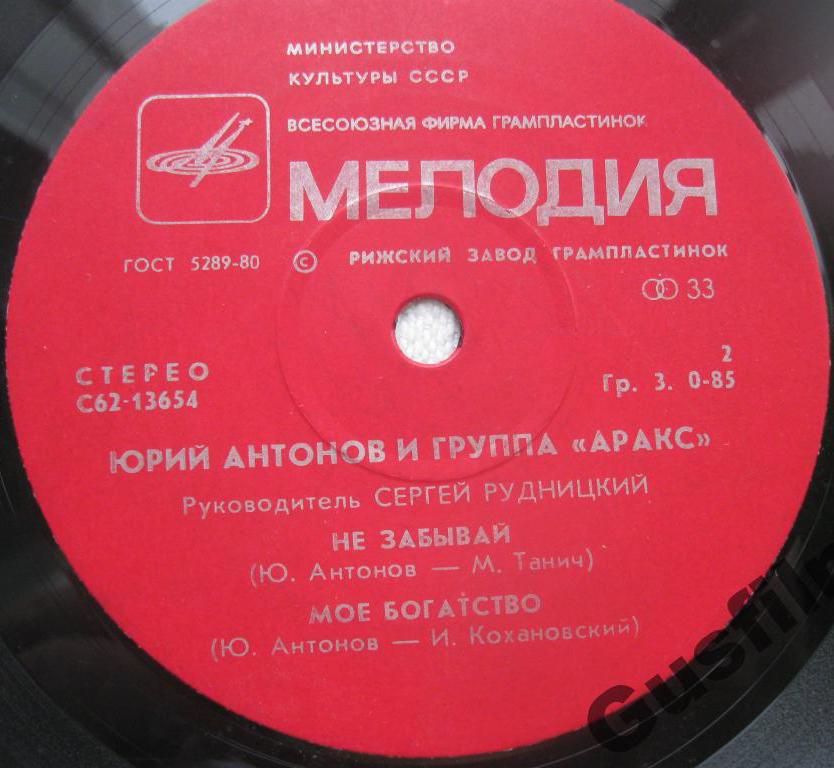 МИНИСТЕРСТВО
КУЛЬТУРЫ СССР
ВСЕСОЮЗНАЯ ФИРМА ГРАМПЛАСТИНОК
МЕЛОДИЯ
ГОСТ 5289-80 © РИЖСКИЙ ЗАВОД ГРАМПЛАСТИНОК
33
СТЕРЕО
С62-13654
2
Гр. 3. 0-85
ЮРИЙ АНТОНОВ И ГРУППА «АРАКС»
Руководитель СЕРГЕЙ РУДНИЦКИЙ
НЕ ЗАБЫВАЙ
(Ю. Антонов — М. Танич)
МОЕ БОГАТСТВО
(Ю. Антонов — И. Кохановский)
Gusfilm